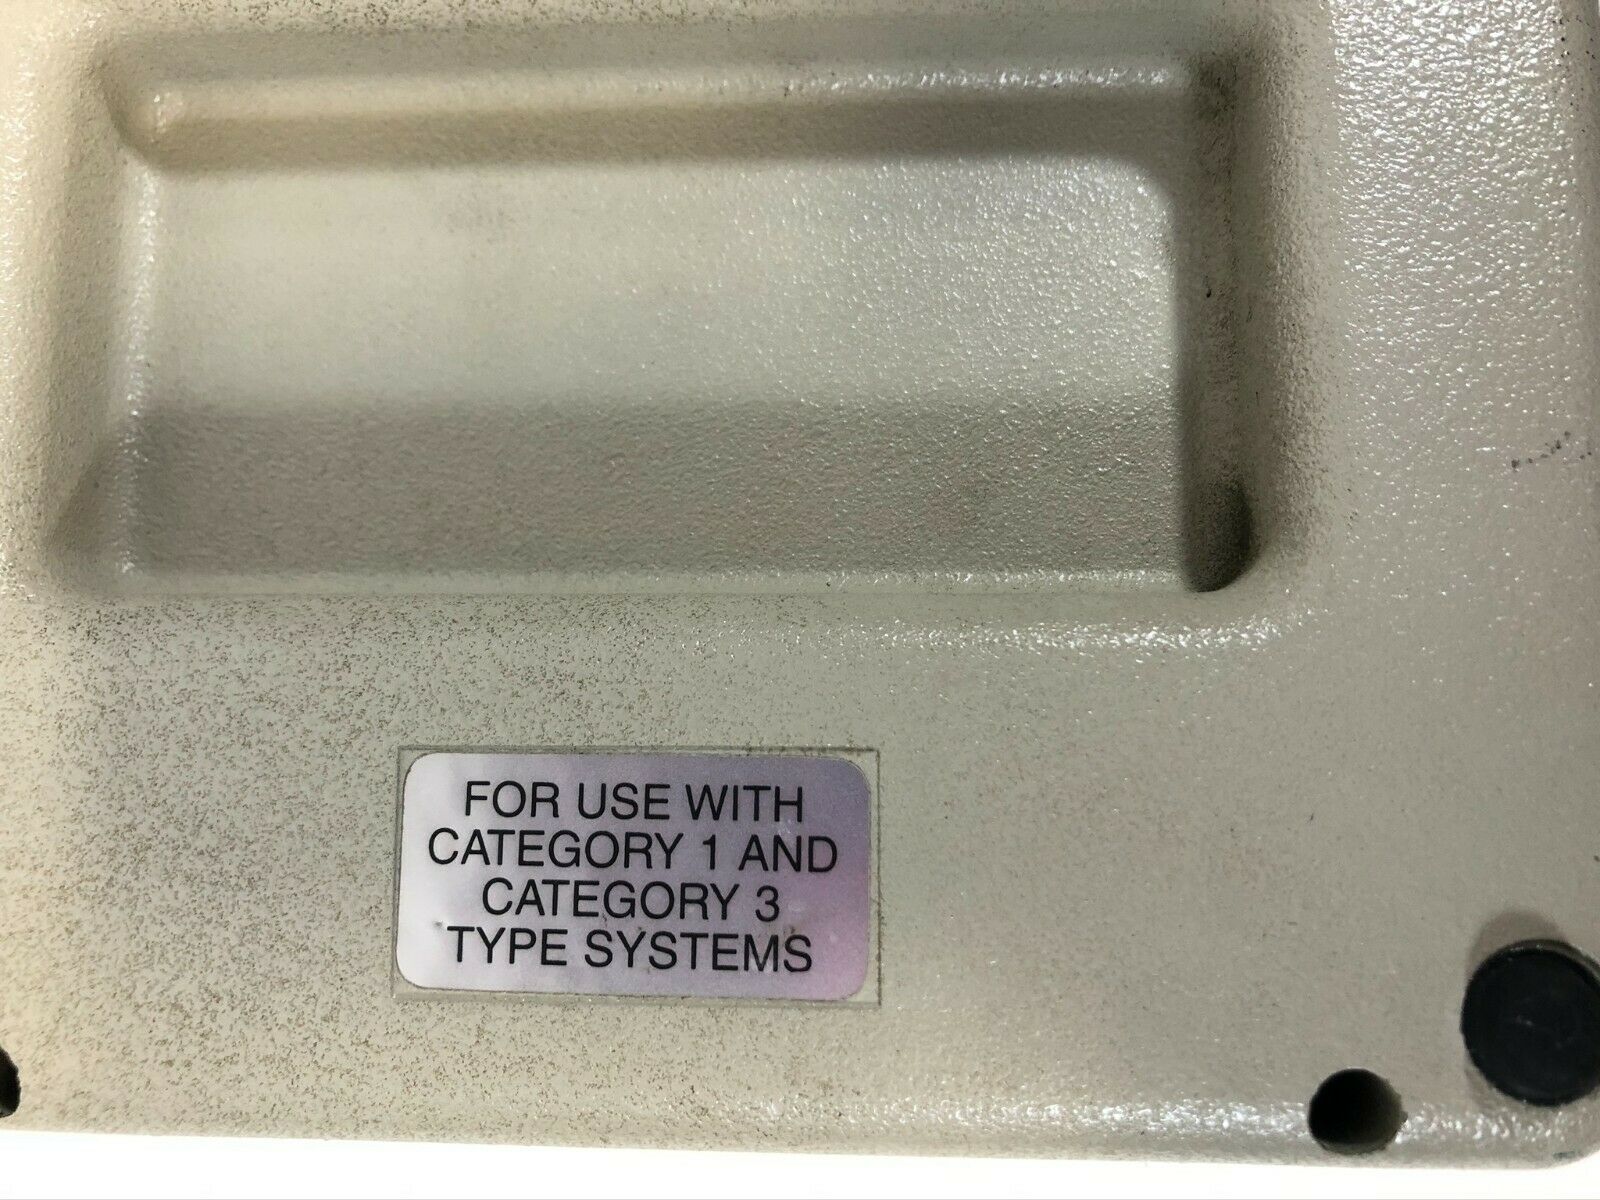 FOR USE WITH
CATEGORY 1 AND
CATEGORY 3
TYPE SYSTEMS